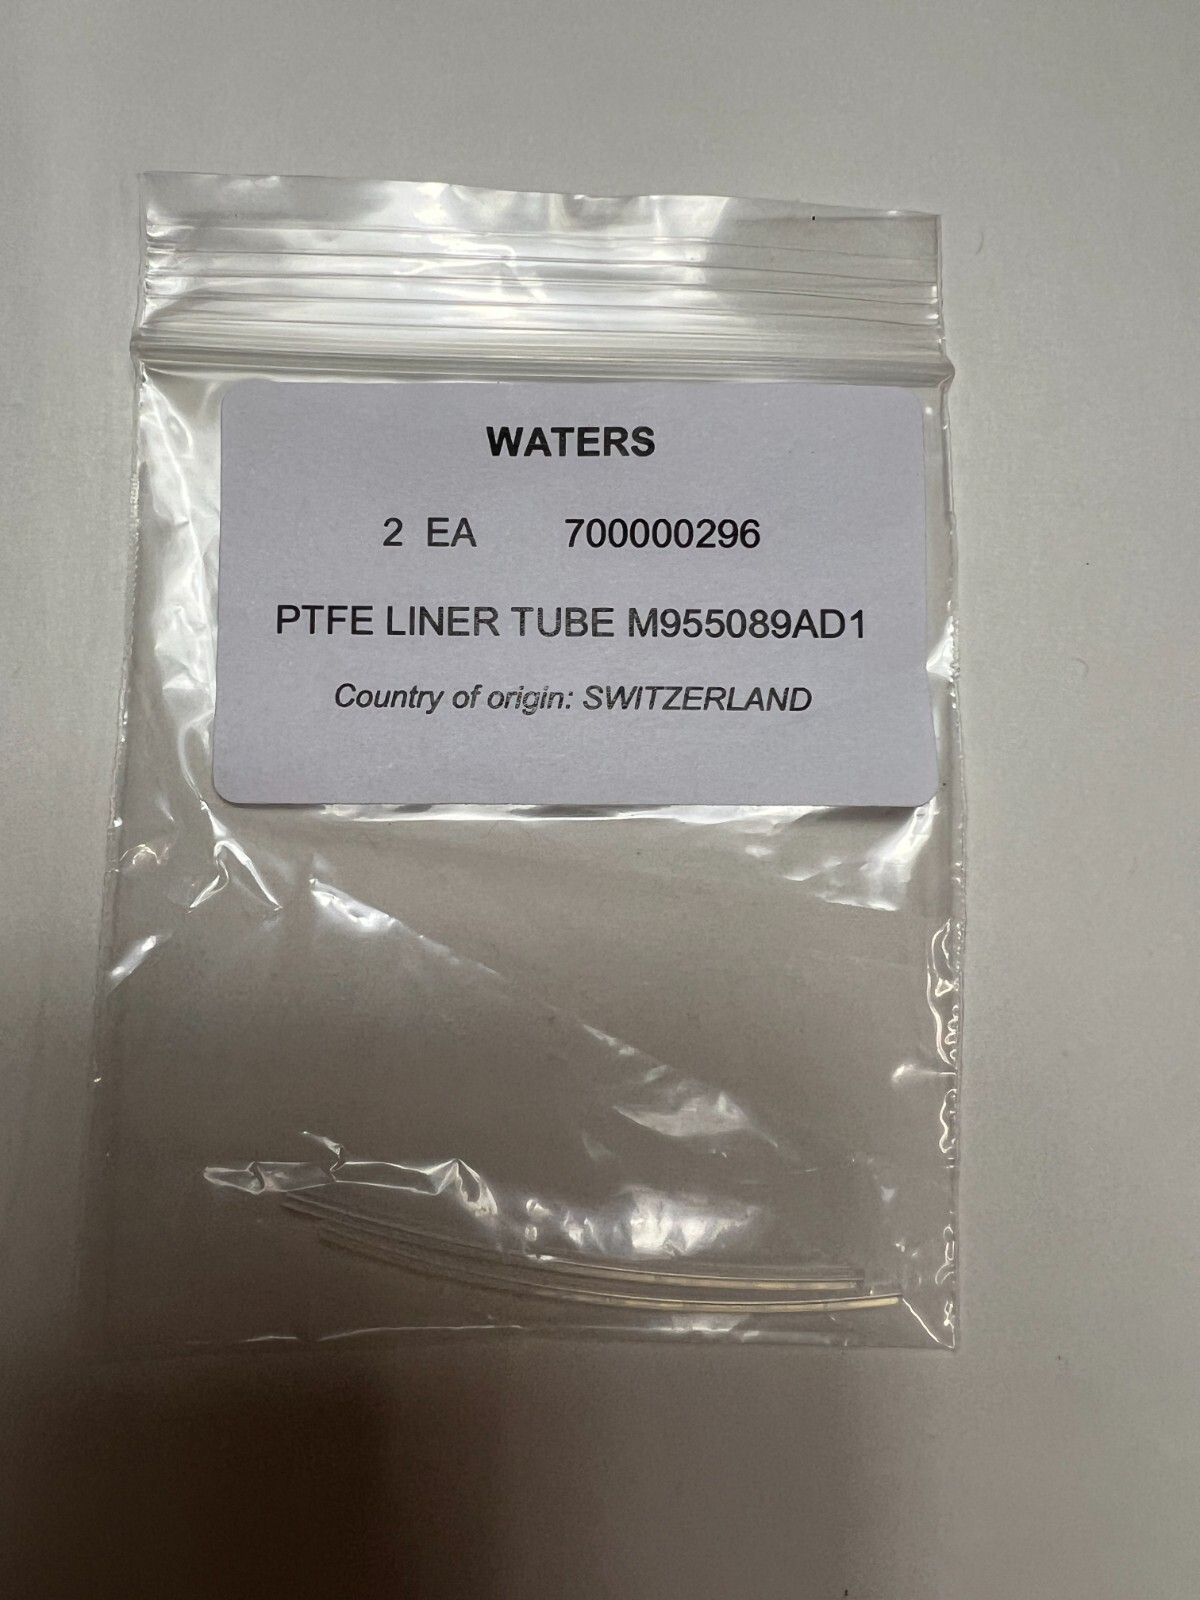 WATERS
2 EA 700000296
PTFE LINER TUBE M955089AD1
Country of origin: SWITZERLAND